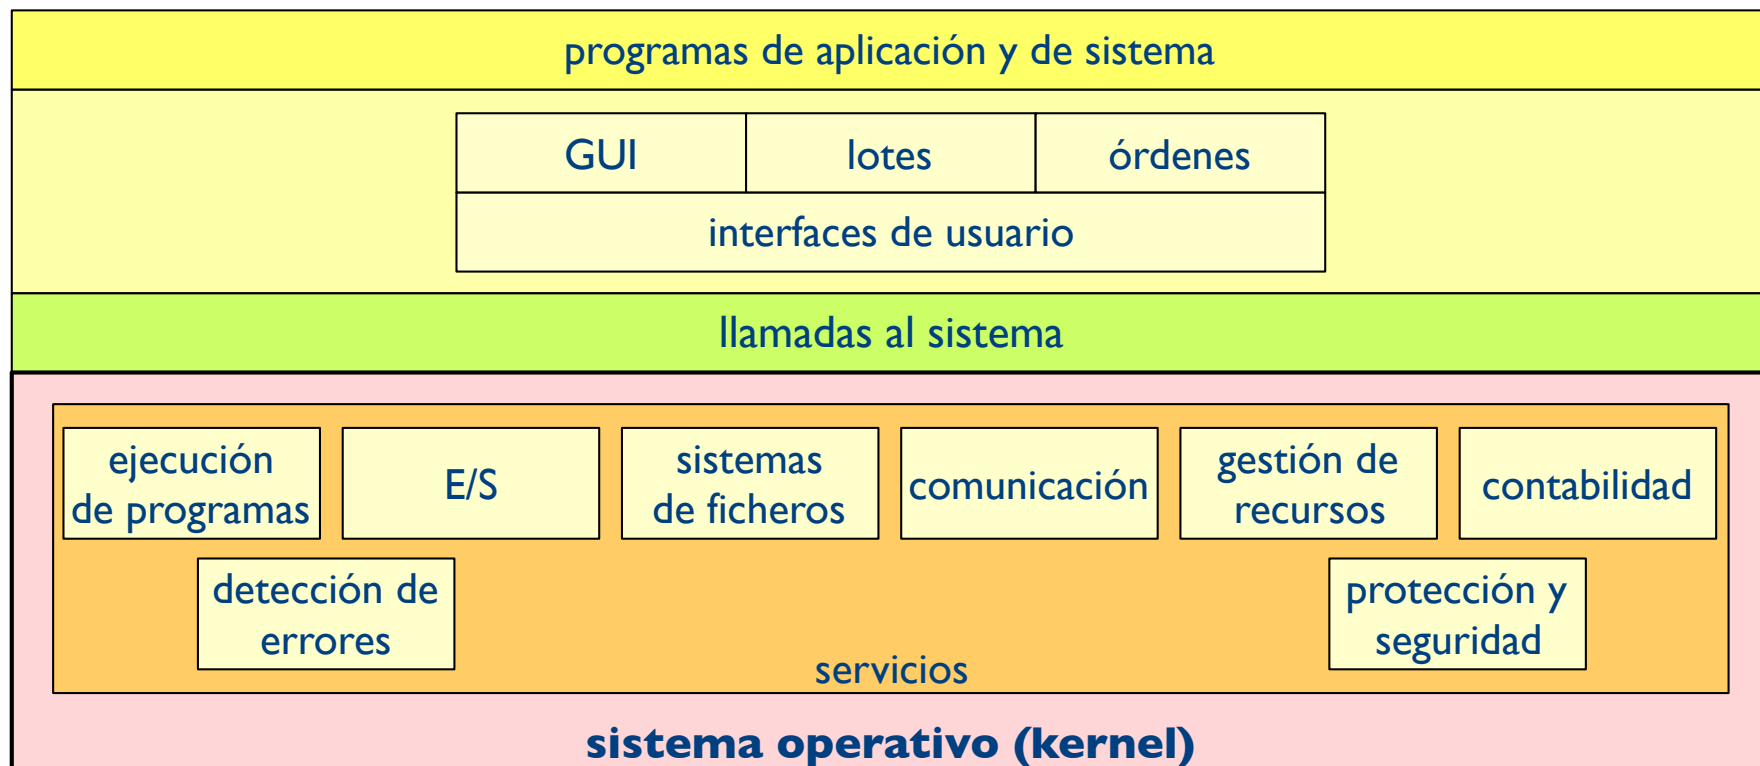 programas de aplicación y de sistema
GUI
lotes
órdenes
interfaces de usuario
llamadas al sistema
ejecución
de programas
E/S
sistemas
de ficheros
comunicación
gestión de
recursos
contabilidad
detección de
errores
protección y
seguridad
servicios
sistema operativo (kernel)